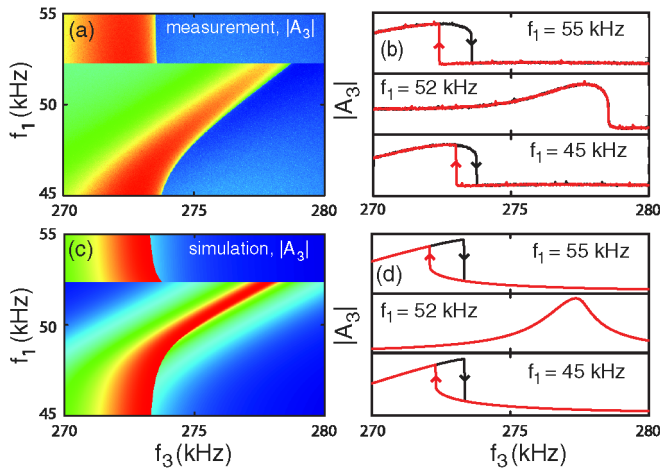 (a) measurement, |A3|
55
50
45
f1 (kHz)
270 275 280
(b) f1 = 55 kHz
f1 = 52 kHz
f1 = 45 kHz
|A3|
270 275 280
(c) simulation, |A3|
55
50
45
f1 (kHz)
270 275 280
f3 (kHz)
(d) f1 = 55 kHz
f1 = 52 kHz
f1 = 45 kHz
|A3|
270 275 280
f3 (kHz)